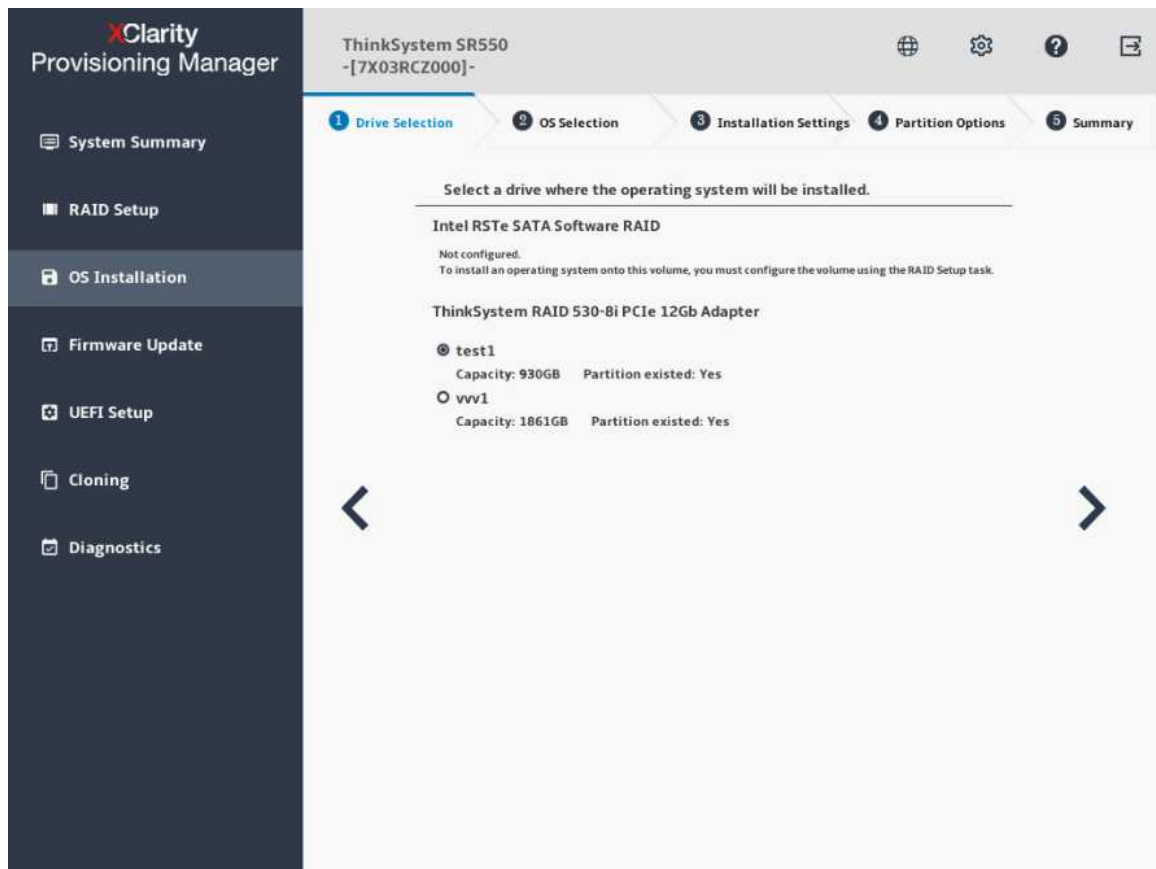 XClarity
Provisioning Manager
System Summary
RAID Setup
OS Installation
Firmware Update
UEFI Setup
Cloning
Diagnostics
ThinkSystem SR550
-[7X03RCZ000]-
1 Drive Selection
2 OS Selection
3 Installation Settings
4 Partition Options
5 Summary
Select a drive where the operating system will be installed.
Intel RSTe SATA Software RAID
Not configured.
To install an operating system onto this volume, you must configure the volume using the RAID Setup task.
ThinkSystem RAID 530-8i PCIe 12Gb Adapter
test1
Capacity: 930GB Partition existed: Yes
vvv1
Capacity: 1861GB Partition existed: Yes